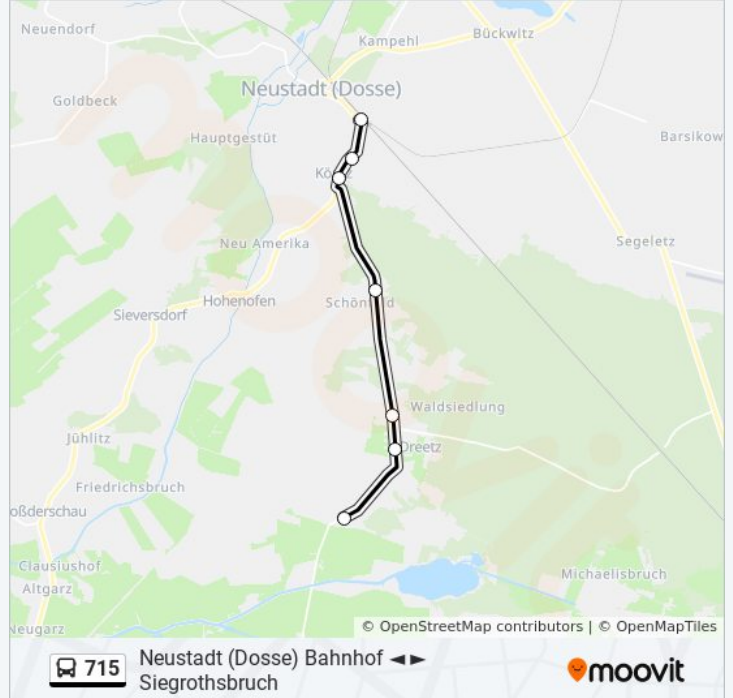 Neuendorf
Kampehl
Bückwitz
Neustadt (Dosse)
Goldbeck
Hauptgestüt
Barsikow
Neu Amerika
Segeletz
Hohenofen
Sieversdorf
Waldsiedlung
Jühlitz
Dreetz
Friedrichsbruch
oßderschau
Clausiushof
Michaelisbruch
Altgarz
Neugarz
© OpenStreetMap contributors | © OpenMapTiles
715
Neustadt (Dosse) Bahnhof ◄ ►
Siegrothsbruch
moovit